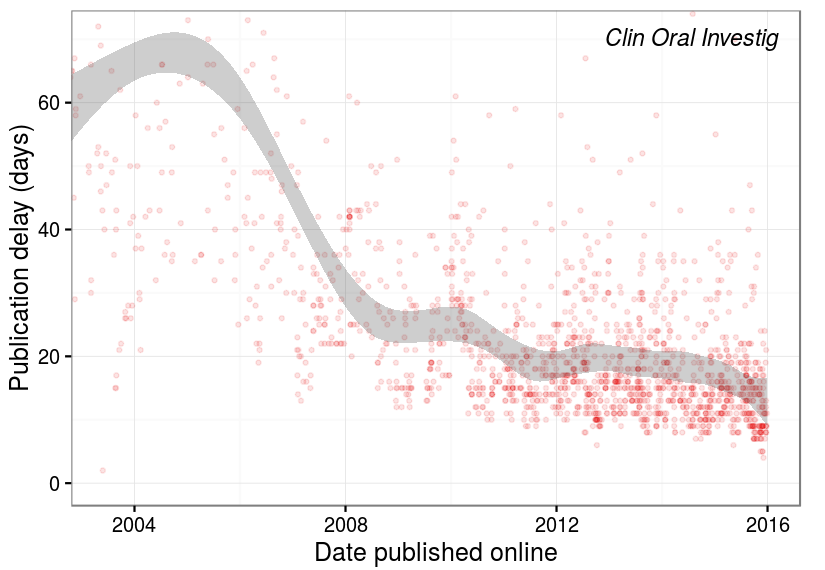 Clin Oral Investig
Publication delay (days)
60
40
20
0
2004 2008 2012 2016
Date published online